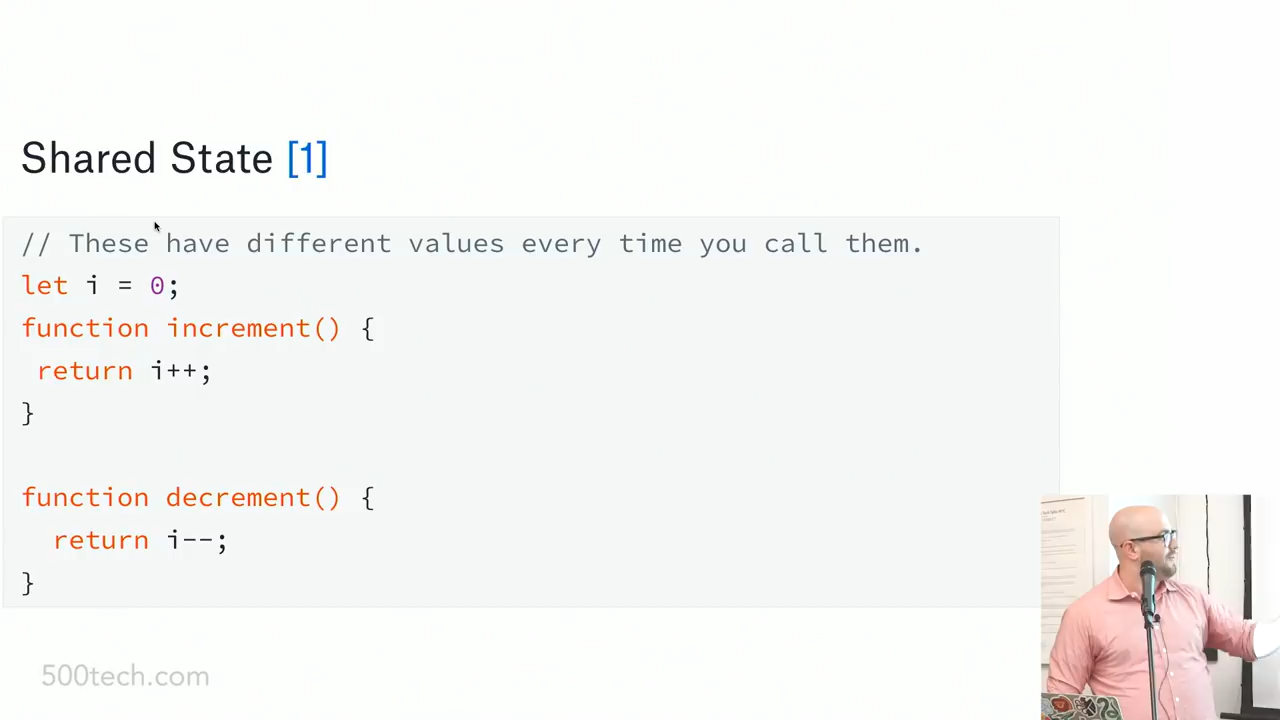 Shared State [1]
// These have different values every time you call them.
let i = 0;
function increment() {
 return i++;
}
function decrement() {
  return i--;
}
500tech.com